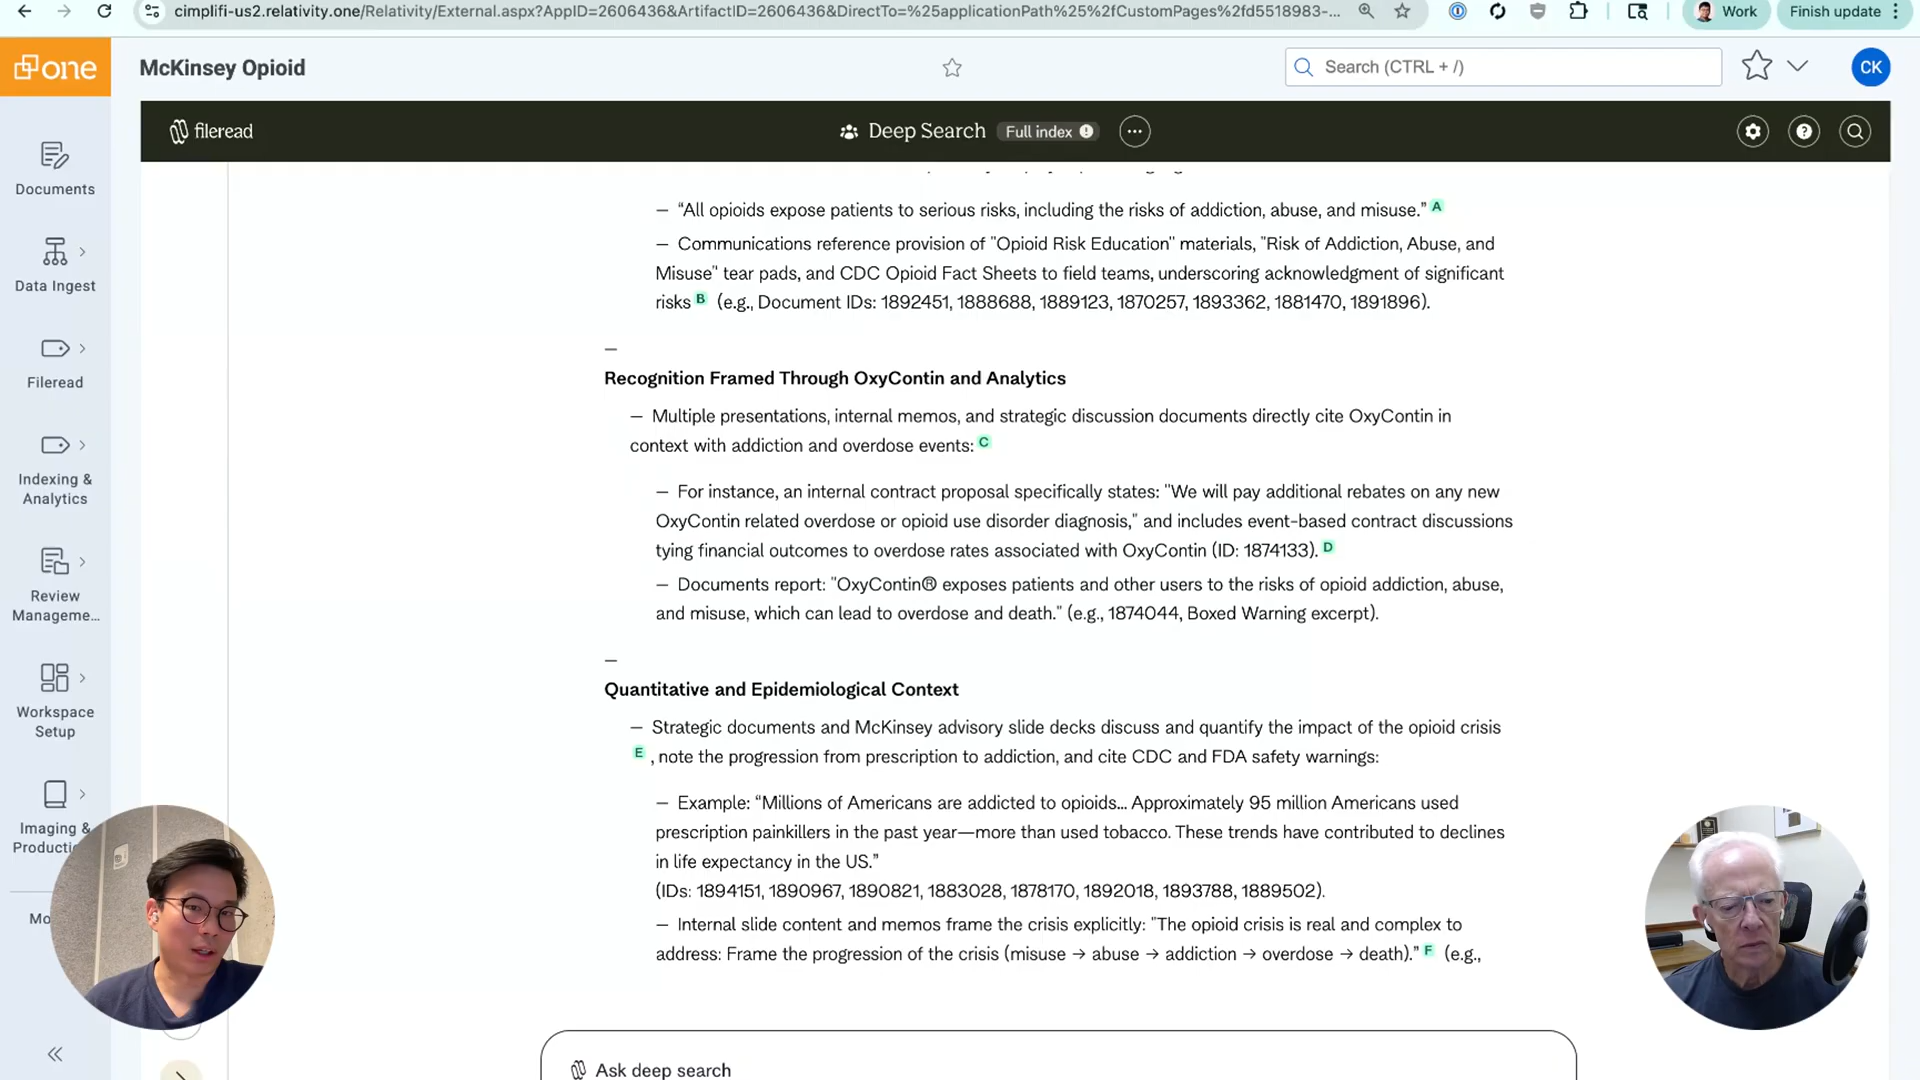 cimplifi-us2.relativity.one/Relativity/External.aspx?AppID=2606436&ArtifactID=2606436&DirectTo=%25applicationPath%25%2fCustomPages%2fd5518983-...
Work
Finish update
one
McKinsey Opioid
Search (CTRL + /)
CK
fileread
Deep Search
Full index
Documents
Data Ingest
Fileread
Indexing &
Analytics
Review
Manageme...
Workspace
Setup
Imaging &
— “All opioids expose patients to serious risks, including the risks of addiction, abuse, and misuse.” A
— Communications reference provision of "Opioid Risk Education" materials, "Risk of Addiction, Abuse, and
Misuse" tear pads, and CDC Opioid Fact Sheets to field teams, underscoring acknowledgment of significant
risks B (e.g., Document IDs: 1892451, 1888688, 1889123, 1870257, 1893362, 1881470, 1891896).
—
Recognition Framed Through OxyContin and Analytics
— Multiple presentations, internal memos, and strategic discussion documents directly cite OxyContin in
context with addiction and overdose events: C
— For instance, an internal contract proposal specifically states: "We will pay additional rebates on any new
OxyContin related overdose or opioid use disorder diagnosis," and includes event-based contract discussions
tying financial outcomes to overdose rates associated with OxyContin (ID: 1874133). D
— Documents report: "OxyContin® exposes patients and other users to the risks of opioid addiction, abuse,
and misuse, which can lead to overdose and death." (e.g., 1874044, Boxed Warning excerpt).
—
Quantitative and Epidemiological Context
— Strategic documents and McKinsey advisory slide decks discuss and quantify the impact of the opioid crisis
E , note the progression from prescription to addiction, and cite CDC and FDA safety warnings:
— Example: “Millions of Americans are addicted to opioids... Approximately 95 million Americans used
prescription painkillers in the past year—more than used tobacco. These trends have contributed to declines
in life expectancy in the US.”
(IDs: 1894151, 1890967, 1890821, 1883028, 1878170, 1892018, 1893788, 1889502).
— Internal slide content and memos frame the crisis explicitly: "The opioid crisis is real and complex to
address: Frame the progression of the crisis (misuse → abuse → addiction → overdose → death)." F (e.g.,
Ask deep search